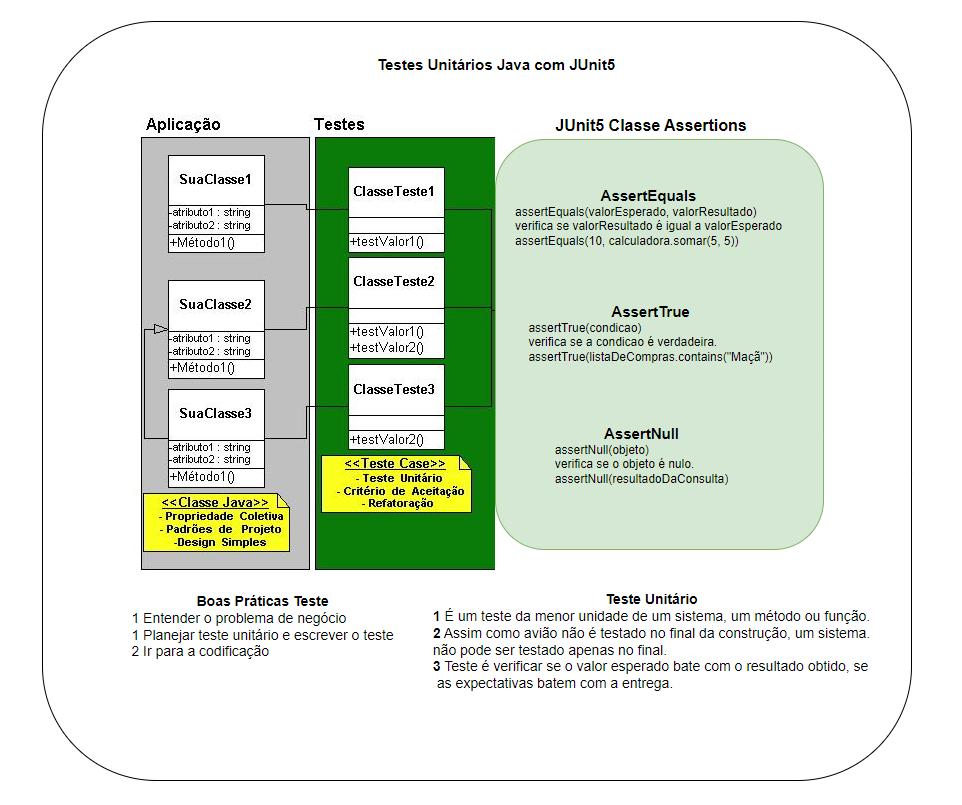 Testes Unitários Java com JUnit5
Aplicação
SuaClasse1
-atributo1 : string
-atributo2 : string
+Método1()
SuaClasse2
-atributo1 : string
-atributo2 : string
+Método1()
SuaClasse3
-atributo1 : string
-atributo2 : string
+Método1()
<<Classe Java>>
- Propriedade Coletiva
- Padrões de Projeto
-Design Simples
Testes
ClasseTeste1
+testValor1()
ClasseTeste2
+testValor1()
+testValor2()
ClasseTeste3
+testValor2()
<<Teste Case>>
- Teste Unitário
- Critério de Aceitação
- Refatoração
JUnit5 Classe Assertions
AssertEquals
assertEquals(valorEsperado, valorResultado)
verifica se valorResultado é igual a valorEsperado
assertEquals(10, calculadora.somar(5, 5))
AssertTrue
assertTrue(condicao)
verifica se a condicao é verdadeira.
assertTrue(listaDeCompras.contains("Maçã"))
AssertNull
assertNull(objeto)
verifica se o objeto é nulo.
assertNull(resultadoDaConsulta)
Boas Práticas Teste
1 Entender o problema de negócio
1 Planejar teste unitário e escrever o teste
2 Ir para a codificação
Teste Unitário
1 É um teste da menor unidade de um sistema, um método ou função.
2 Assim como avião não é testado no final da construção, um sistema.
não pode ser testado apenas no final.
3 Teste é verificar se o valor esperado bate com o resultado obtido, se
as expectativas batem com a entrega.